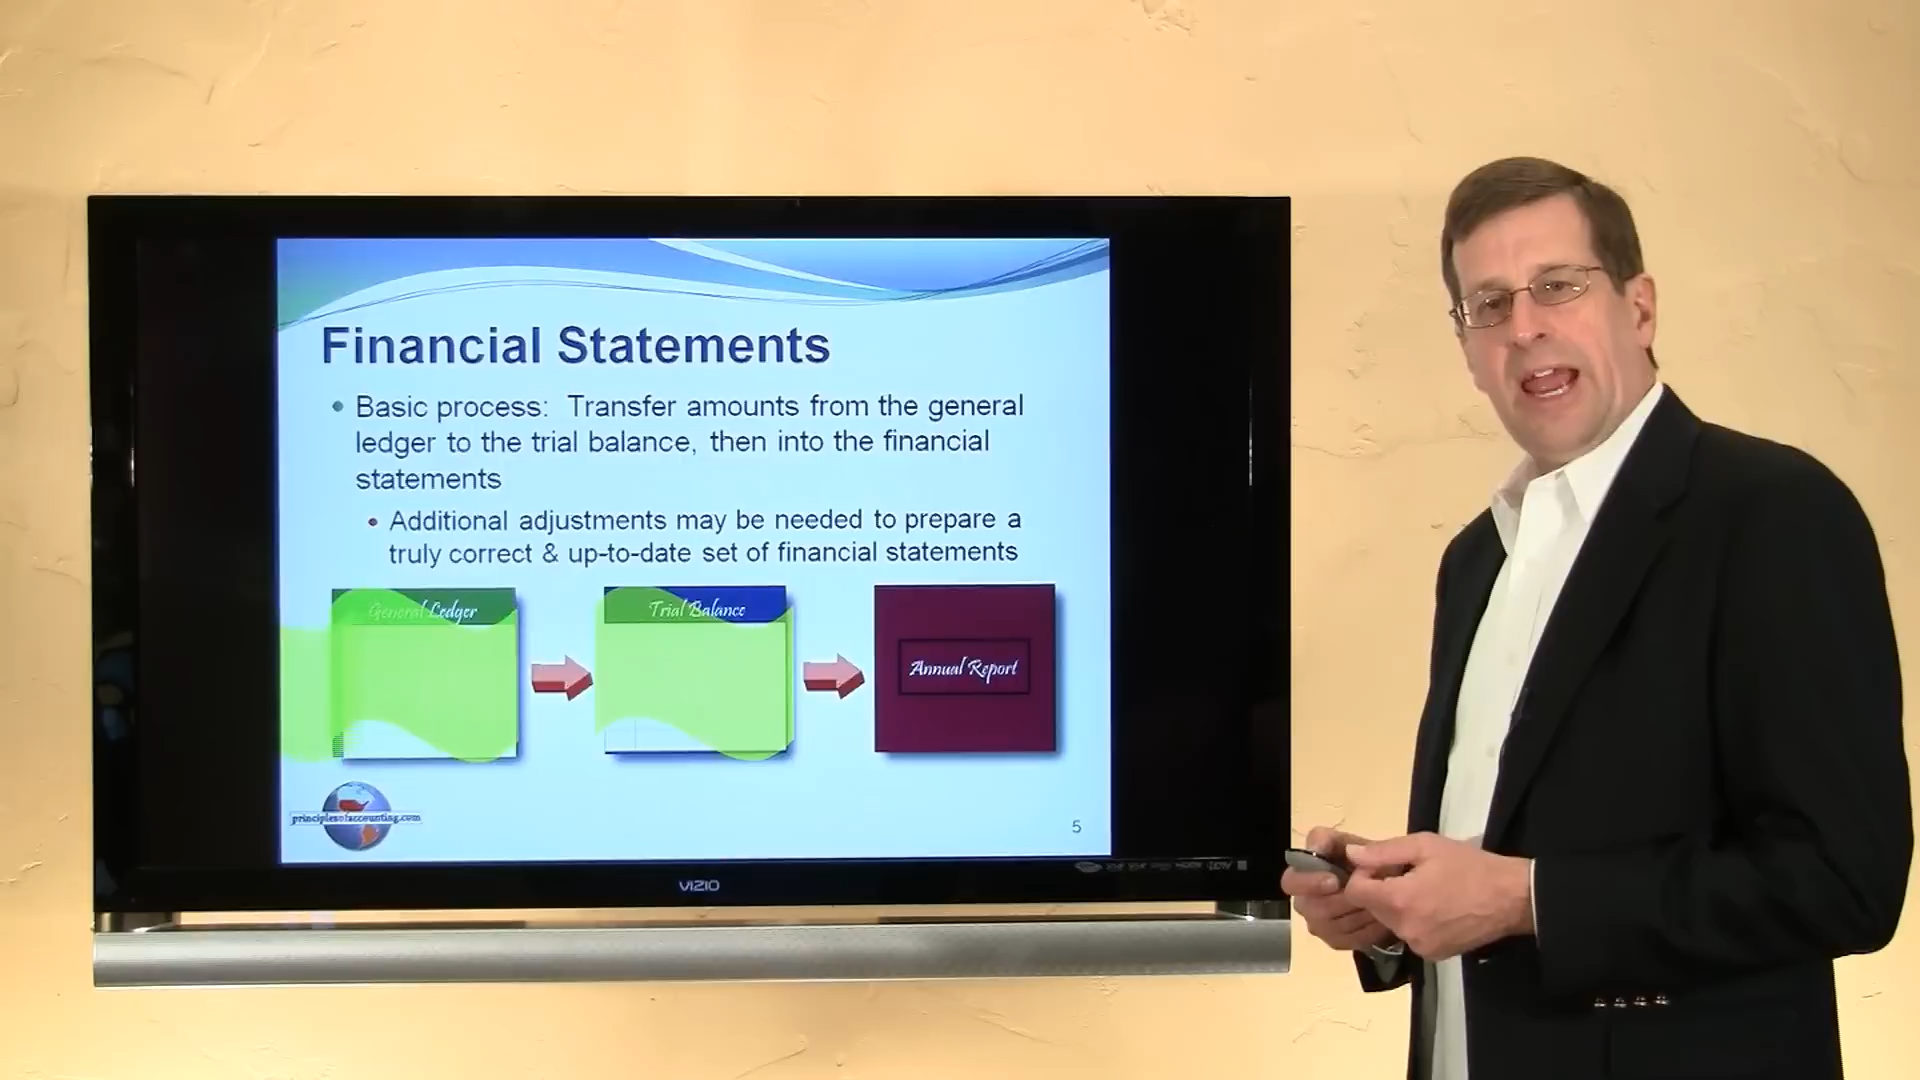 Financial Statements
Basic process: Transfer amounts from the general
ledger to the trial balance, then into the financial
statements
Additional adjustments may be needed to prepare a
truly correct & up-to-date set of financial statements
General Ledger
Trial Balance
Annual Report
principlesofaccounting.com
5
VIZIO